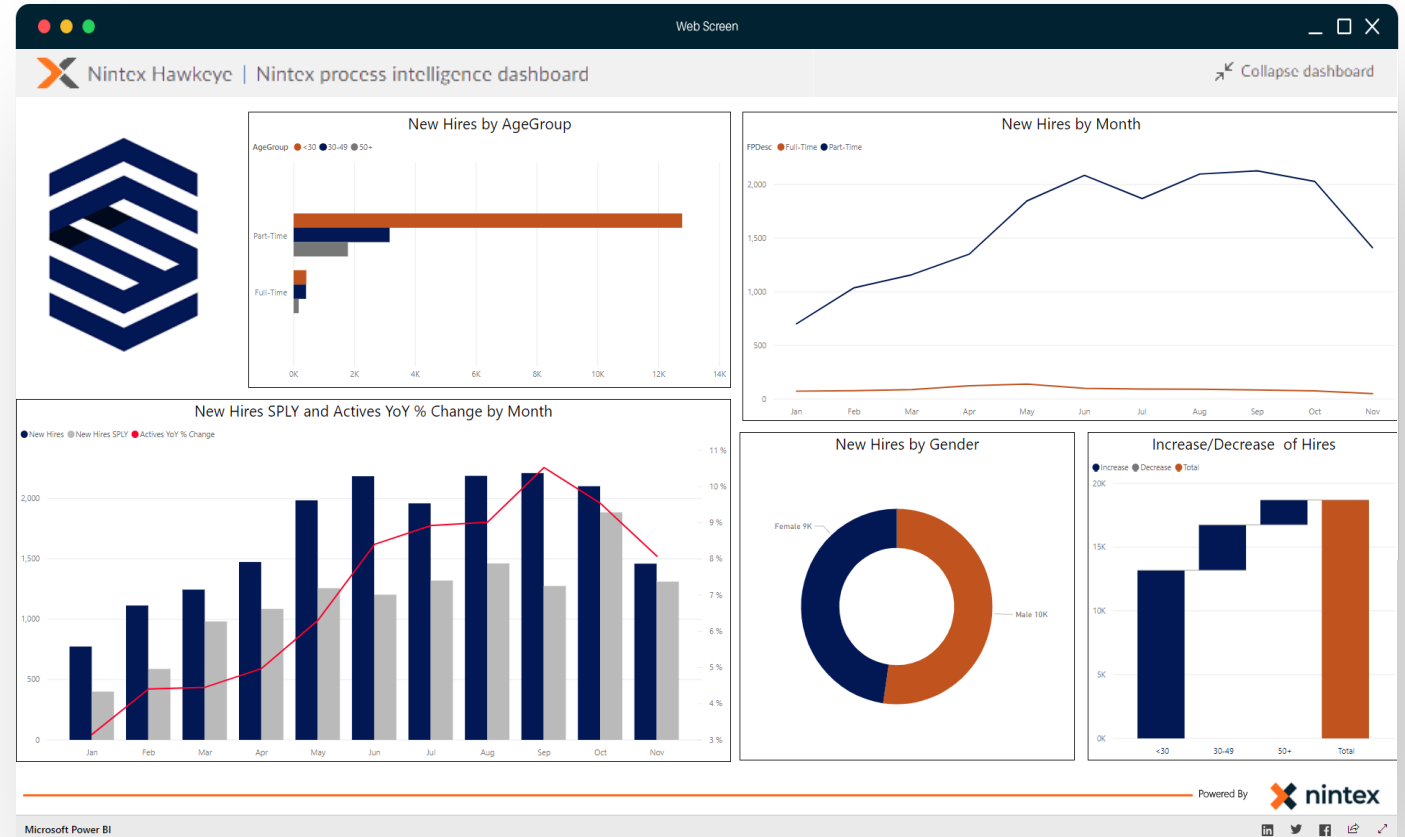 Web Screen
Nintex Hawkeye | Nintex process intelligence dashboard
Collapse dashboard
New Hires by AgeGroup
AgeGroup <30 30-49 50+
Part-Time
Full-Time
0K 2K 4K 6K 8K 10K 12K 14K
New Hires by Month
FPDesc Full-Time Part-Time
2,000
1,500
1,000
500
0
Jan Feb Mar Apr May Jun Jul Aug Sep Oct Nov
New Hires SPLY and Actives YoY % Change by Month
New Hires New Hires SPLY Actives YoY % Change
2,000
1,500
1,000
500
0
11 %
10 %
9 %
8 %
7 %
6 %
5 %
4 %
3 %
Jan Feb Mar Apr May Jun Jul Aug Sep Oct Nov
New Hires by Gender
Female 9K
Male 10K
Increase/Decrease of Hires
Increase Decrease Total
20K
15K
10K
5K
0K
<30 30-49 50+ Total
Powered By nintex
Microsoft Power BI